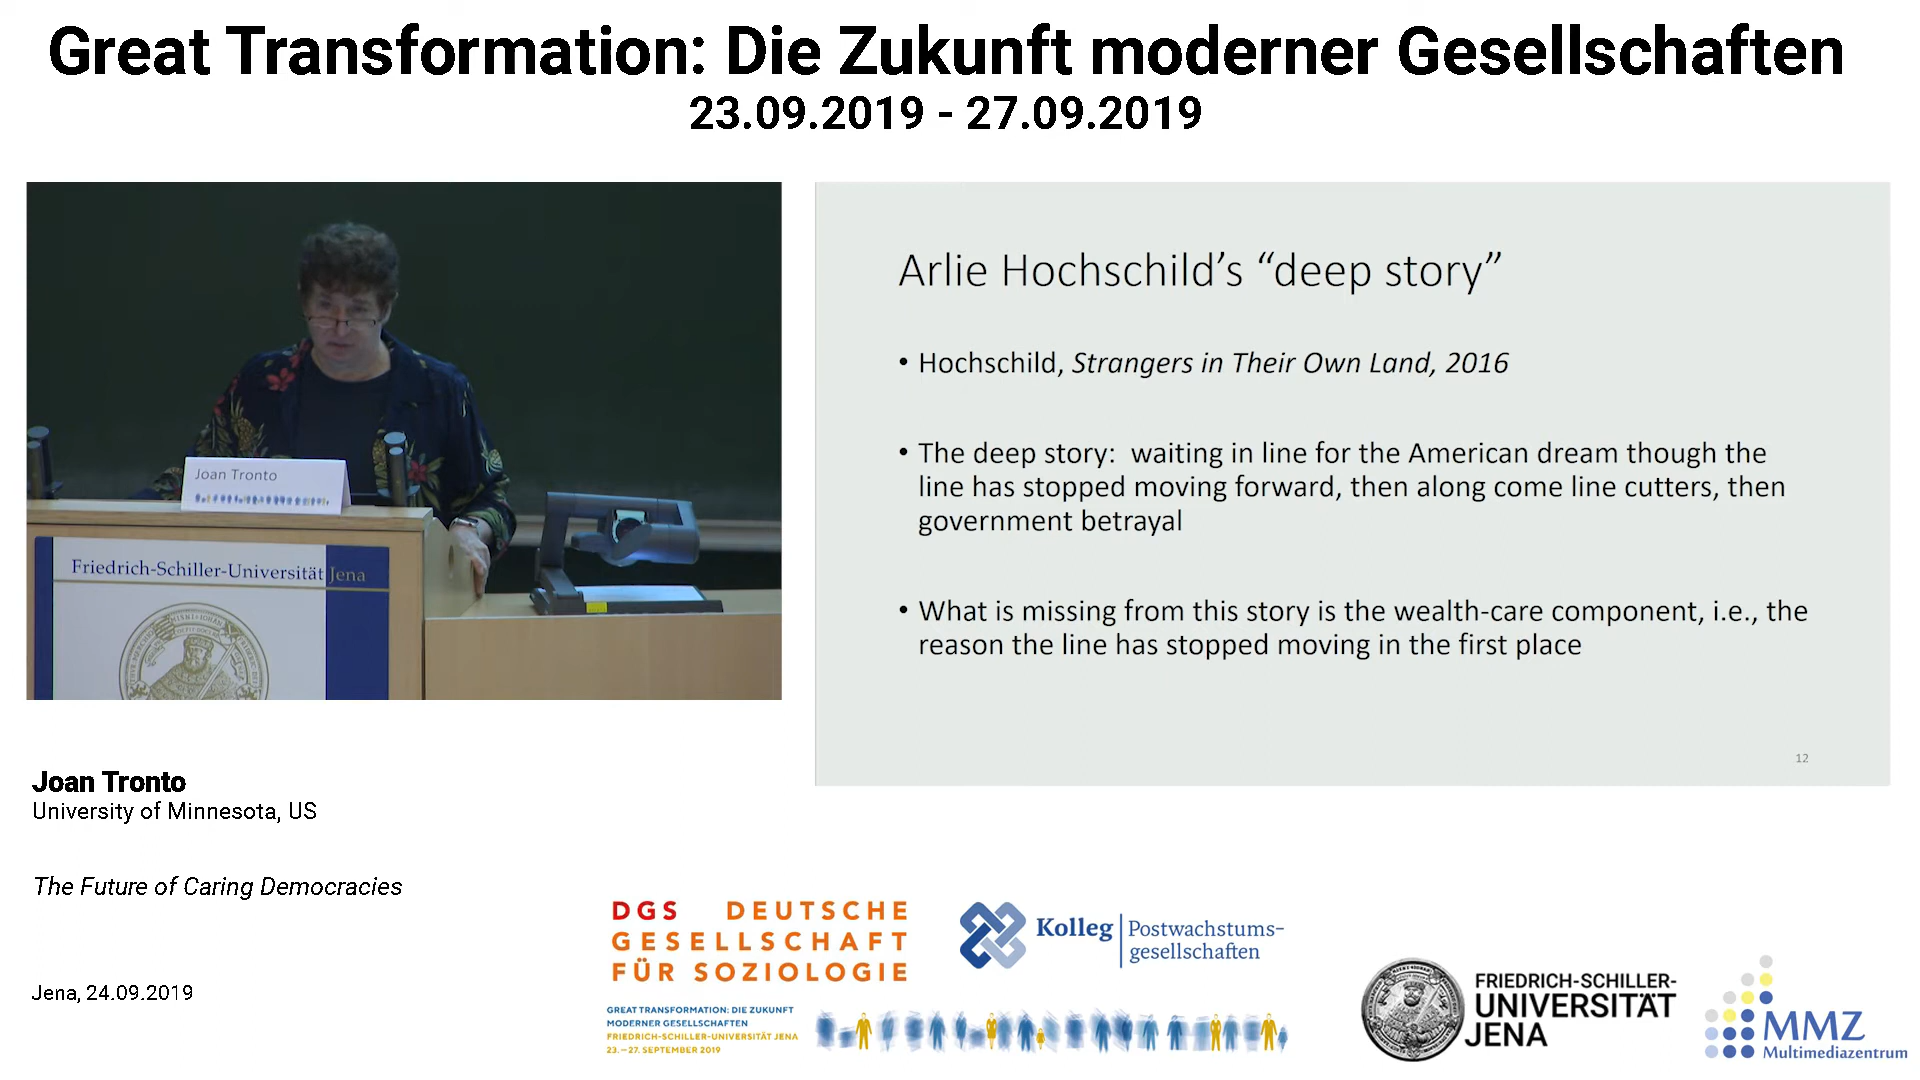 Great Transformation: Die Zukunft moderner Gesellschaften
23.09.2019 - 27.09.2019
Joan Tronto
Friedrich-Schiller-Universität Jena
Arlie Hochschild's “deep story”
• Hochschild, Strangers in Their Own Land, 2016
• The deep story:  waiting in line for the American dream though the
line has stopped moving forward, then along come line cutters, then
government betrayal
• What is missing from this story is the wealth-care component, i.e., the
reason the line has stopped moving in the first place
12
Joan Tronto
University of Minnesota, US
The Future of Caring Democracies
Jena, 24.09.2019
DGS DEUTSCHE
GESELLSCHAFT
FÜR SOZIOLOGIE
GREAT TRANSFORMATION: DIE ZUKUNFT
MODERNER GESELLSCHAFTEN
FRIEDRICH-SCHILLER-UNIVERSITÄT JENA
23.–27. SEPTEMBER 2019
Kolleg Postwachstums-
gesellschaften
FRIEDRICH-SCHILLER-
UNIVERSITÄT
JENA
MMZ
Multimediazentrum